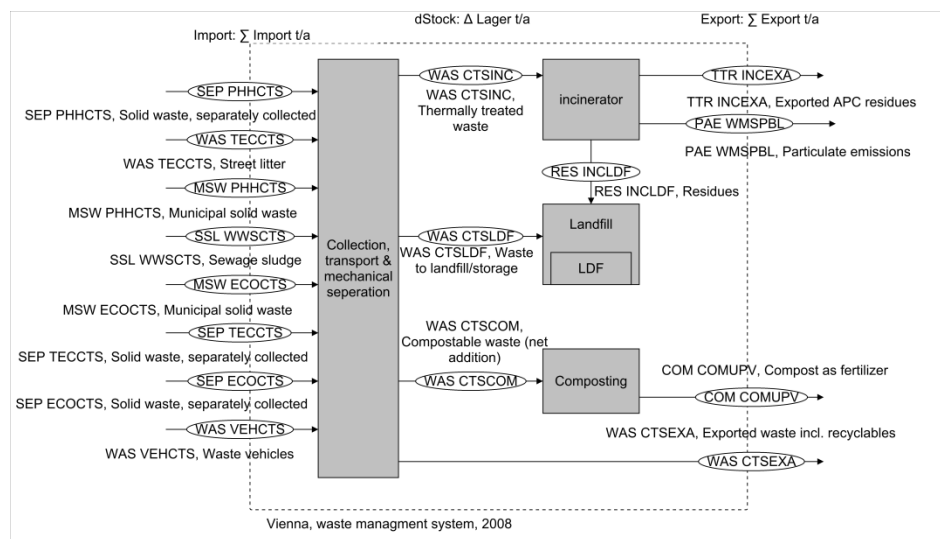 dStock: Δ Lager t/a
Export: ∑ Export t/a
Import: ∑ Import t/a
SEP PHHCTS
SEP PHHCTS, Solid waste, separately collected
WAS TECCTS
WAS TECCTS, Street litter
MSW PHHCTS
MSW PHHCTS, Municipal solid waste
SSL WWSCTS
SSL WWSCTS, Sewage sludge
MSW ECOCTS
MSW ECOCTS, Municipal solid waste
SEP TECCTS
SEP TECCTS, Solid waste, separately collected
SEP ECOCTS
SEP ECOCTS, Solid waste, separately collected
WAS VEHCTS
WAS VEHCTS, Waste vehicles
Collection,
transport &
mechanical
seperation
WAS CTSINC
WAS CTSINC,
Thermally treated
waste
incinerator
TTR INCEXA
TTR INCEXA, Exported APC residues
PAE WMSPBL
PAE WMSPBL, Particulate emissions
RES INCLDF
RES INCLDF, Residues
WAS CTSLDF
WAS CTSLDF, Waste
to landfill/storage
Landfill
LDF
WAS CTSCOM,
Compostable waste (net
addition)
WAS CTSCOM
Composting
COM COMUPV, Compost as fertilizer
COM COMUPV
WAS CTSEXA, Exported waste incl. recyclables
WAS CTSEXA
Vienna, waste managment system, 2008